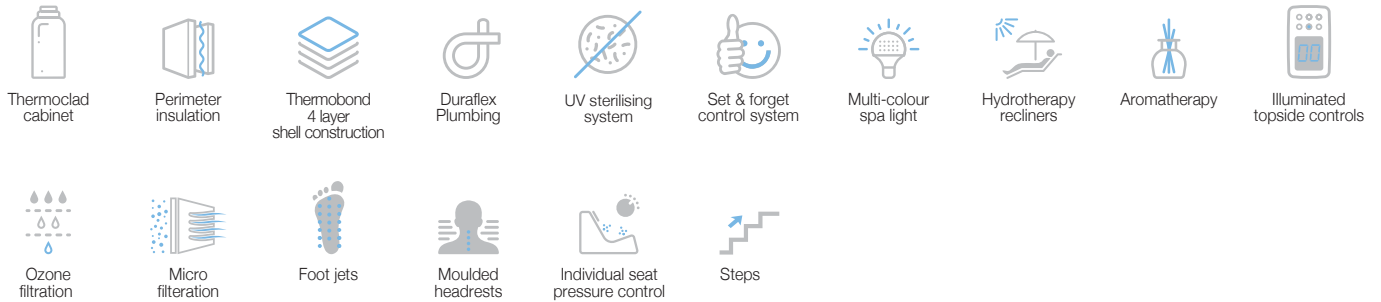 Thermoclad
cabinet
Perimeter
insulation
Thermobond
4 layer
shell construction
Duraflex
Plumbing
UV sterilising
system
Set & forget
control system
Multi-colour
spa light
Hydrotherapy
recliners
Aromatherapy
00
Illuminated
topside controls
Ozone
filtration
Micro
filteration
Foot jets
Moulded
headrests
Individual seat
pressure control
Steps